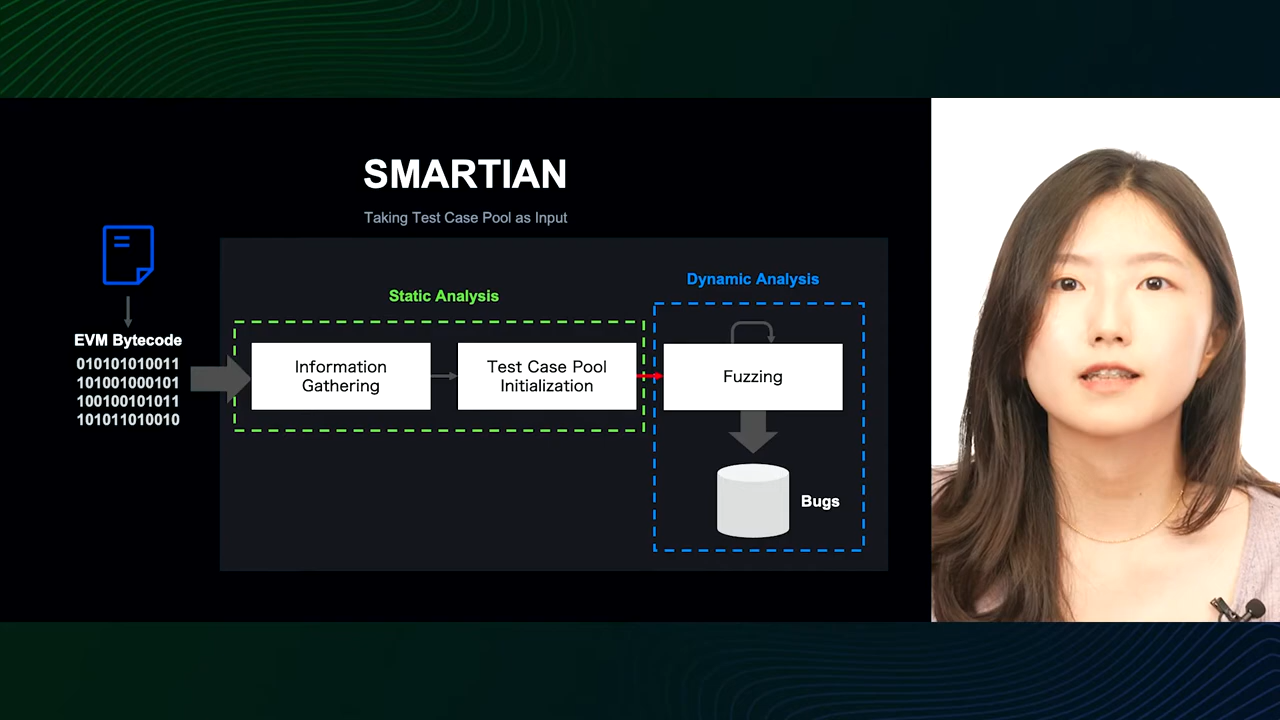 SMARTIAN
Taking Test Case Pool as Input
EVM Bytecode
010101010011
101001000101
100100101011
101011010010
Static Analysis
Information
Gathering
Test Case Pool
Initialization
Dynamic Analysis
Fuzzing
Bugs